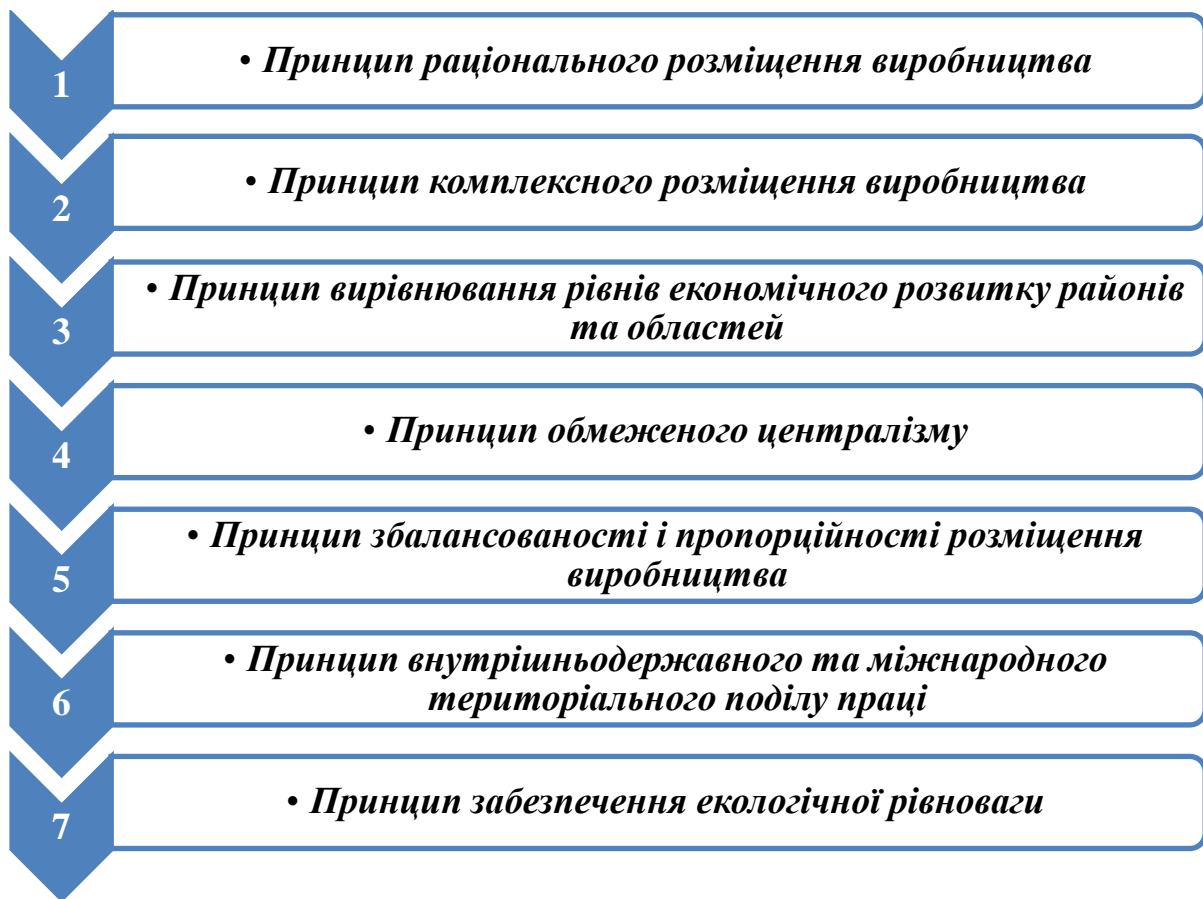 1
• Принцип раціонального розміщення виробництва
2
• Принцип комплексного розміщення виробництва
3
• Принцип вирівнювання рівнів економічного розвитку районів
та областей
4
• Принцип обмеженого централізму
5
• Принцип збалансованості і пропорційності розміщення
виробництва
6
• Принцип внутрішньодержавного та міжнародного
територіального поділу праці
7
• Принцип забезпечення екологічної рівноваги